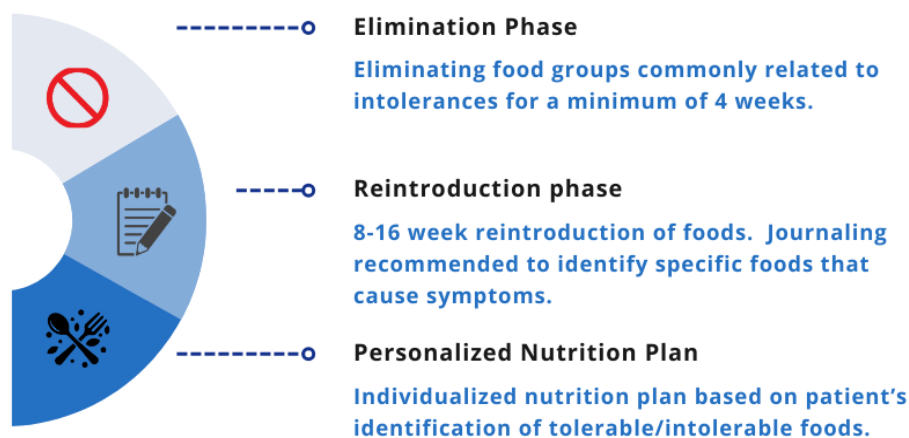 Elimination Phase
Eliminating food groups commonly related to
intolerances for a minimum of 4 weeks.
Reintroduction phase
8-16 week reintroduction of foods.  Journaling
recommended to identify specific foods that
cause symptoms.
Personalized Nutrition Plan
Individualized nutrition plan based on patient’s
identification of tolerable/intolerable foods.